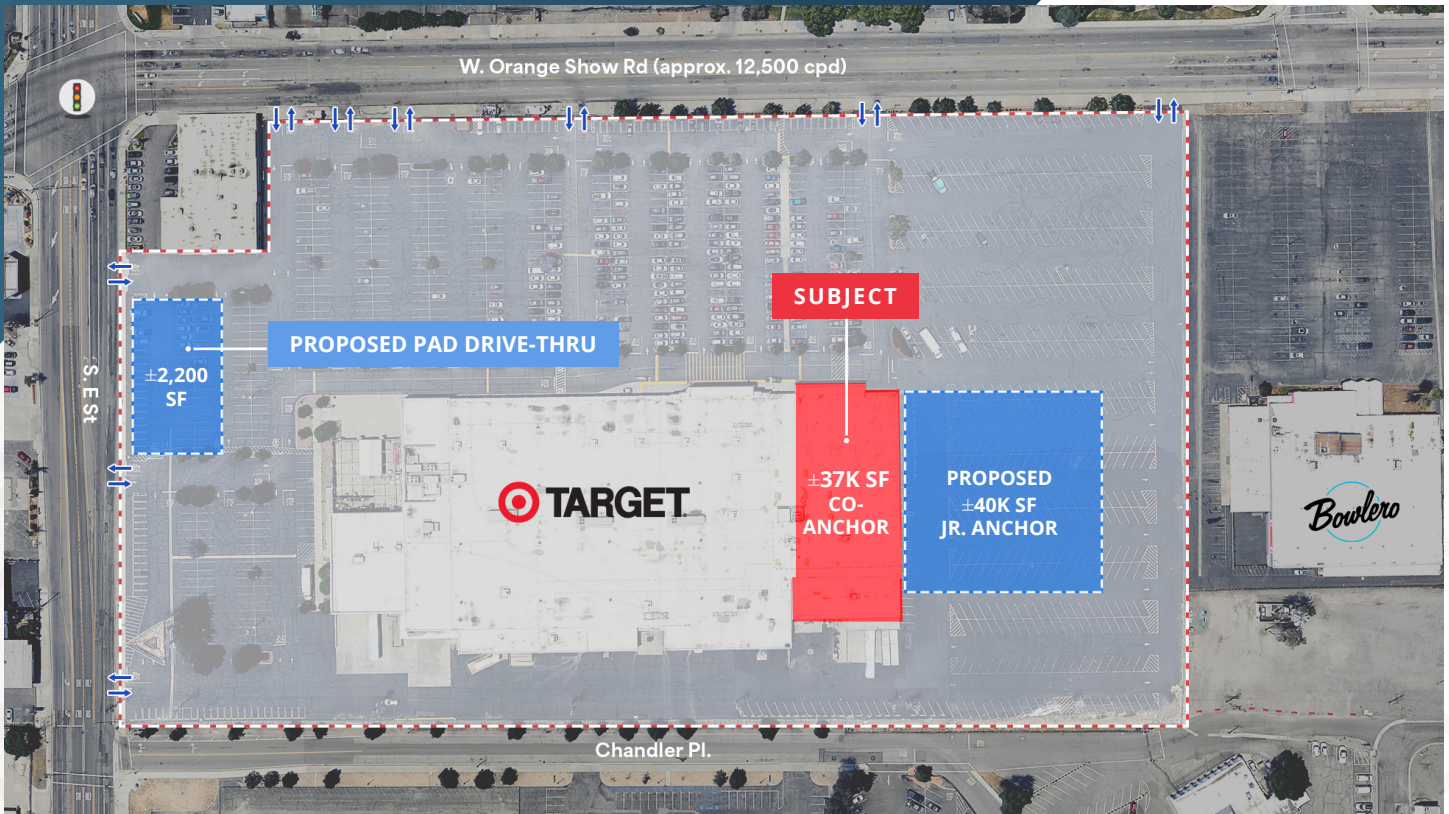 W. Orange Show Rd (approx. 12,500 cpd)
SUBJECT
PROPOSED PAD DRIVE-THRU
±2,200
SF
S. E St
±37K SF
CO-
ANCHOR
PROPOSED
±40K SF
JR. ANCHOR
TARGET
Bowlero
Chandler Pl.